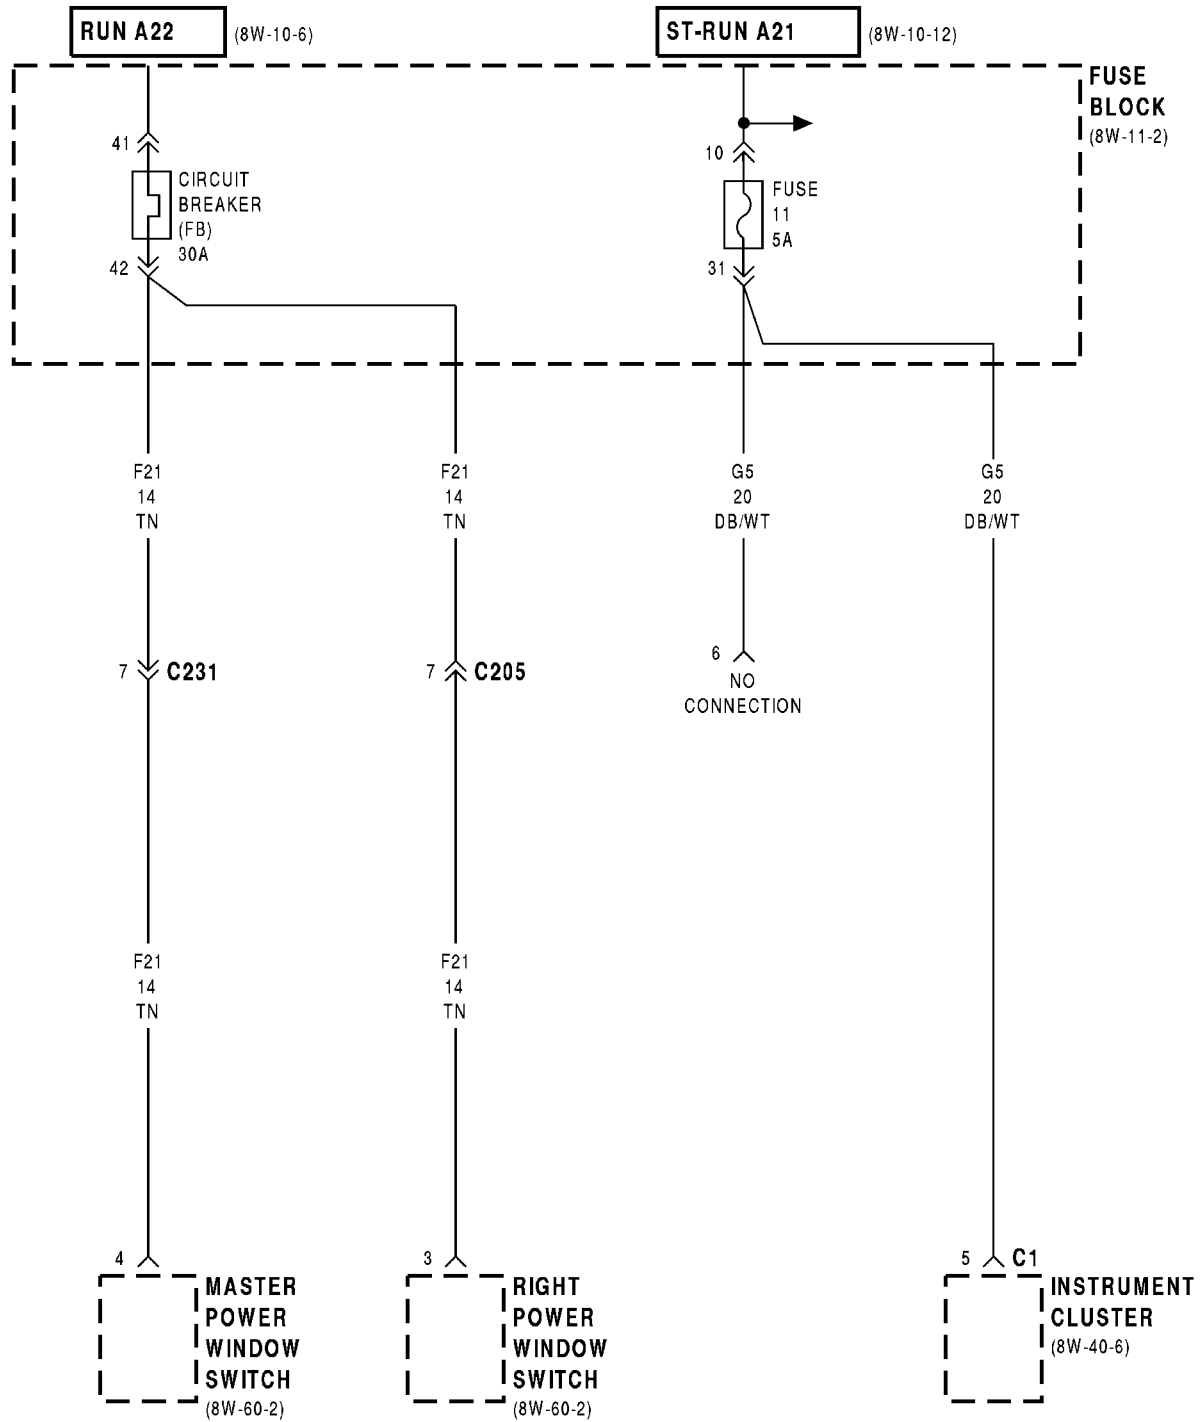 RUN A22
(8W-10-6)
ST-RUN A21
(8W-10-12)
FUSE
BLOCK
(8W-11-2)
41
CIRCUIT
BREAKER
(FB)
30A
42
10
FUSE
11
5A
31
F21
14
TN
F21
14
TN
G5
20
DB/WT
G5
20
DB/WT
7
C231
7
C205
6
NO
CONNECTION
F21
14
TN
F21
14
TN
4
MASTER
POWER
WINDOW
SWITCH
(8W-60-2)
3
RIGHT
POWER
WINDOW
SWITCH
(8W-60-2)
5
C1
INSTRUMENT
CLUSTER
(8W-40-6)